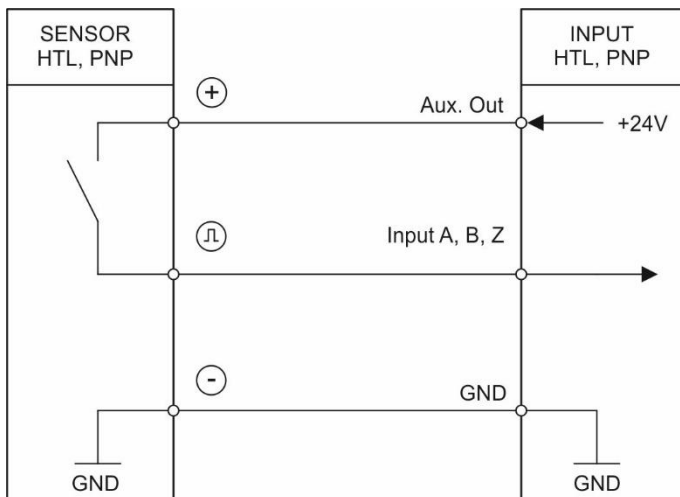 SENSOR
HTL, PNP
INPUT
HTL, PNP
+
Aux. Out
+24V
Input A, B, Z
-
GND
GND
GND